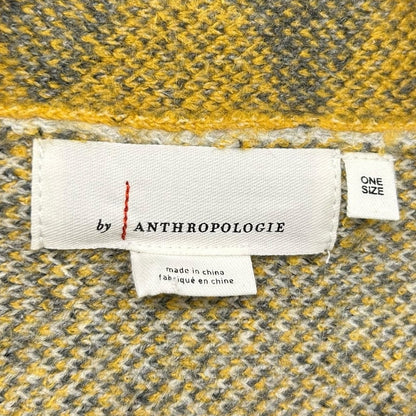 by ANTHROPOLOGIE
ONE
SIZE
made in china
fabriqué en chine